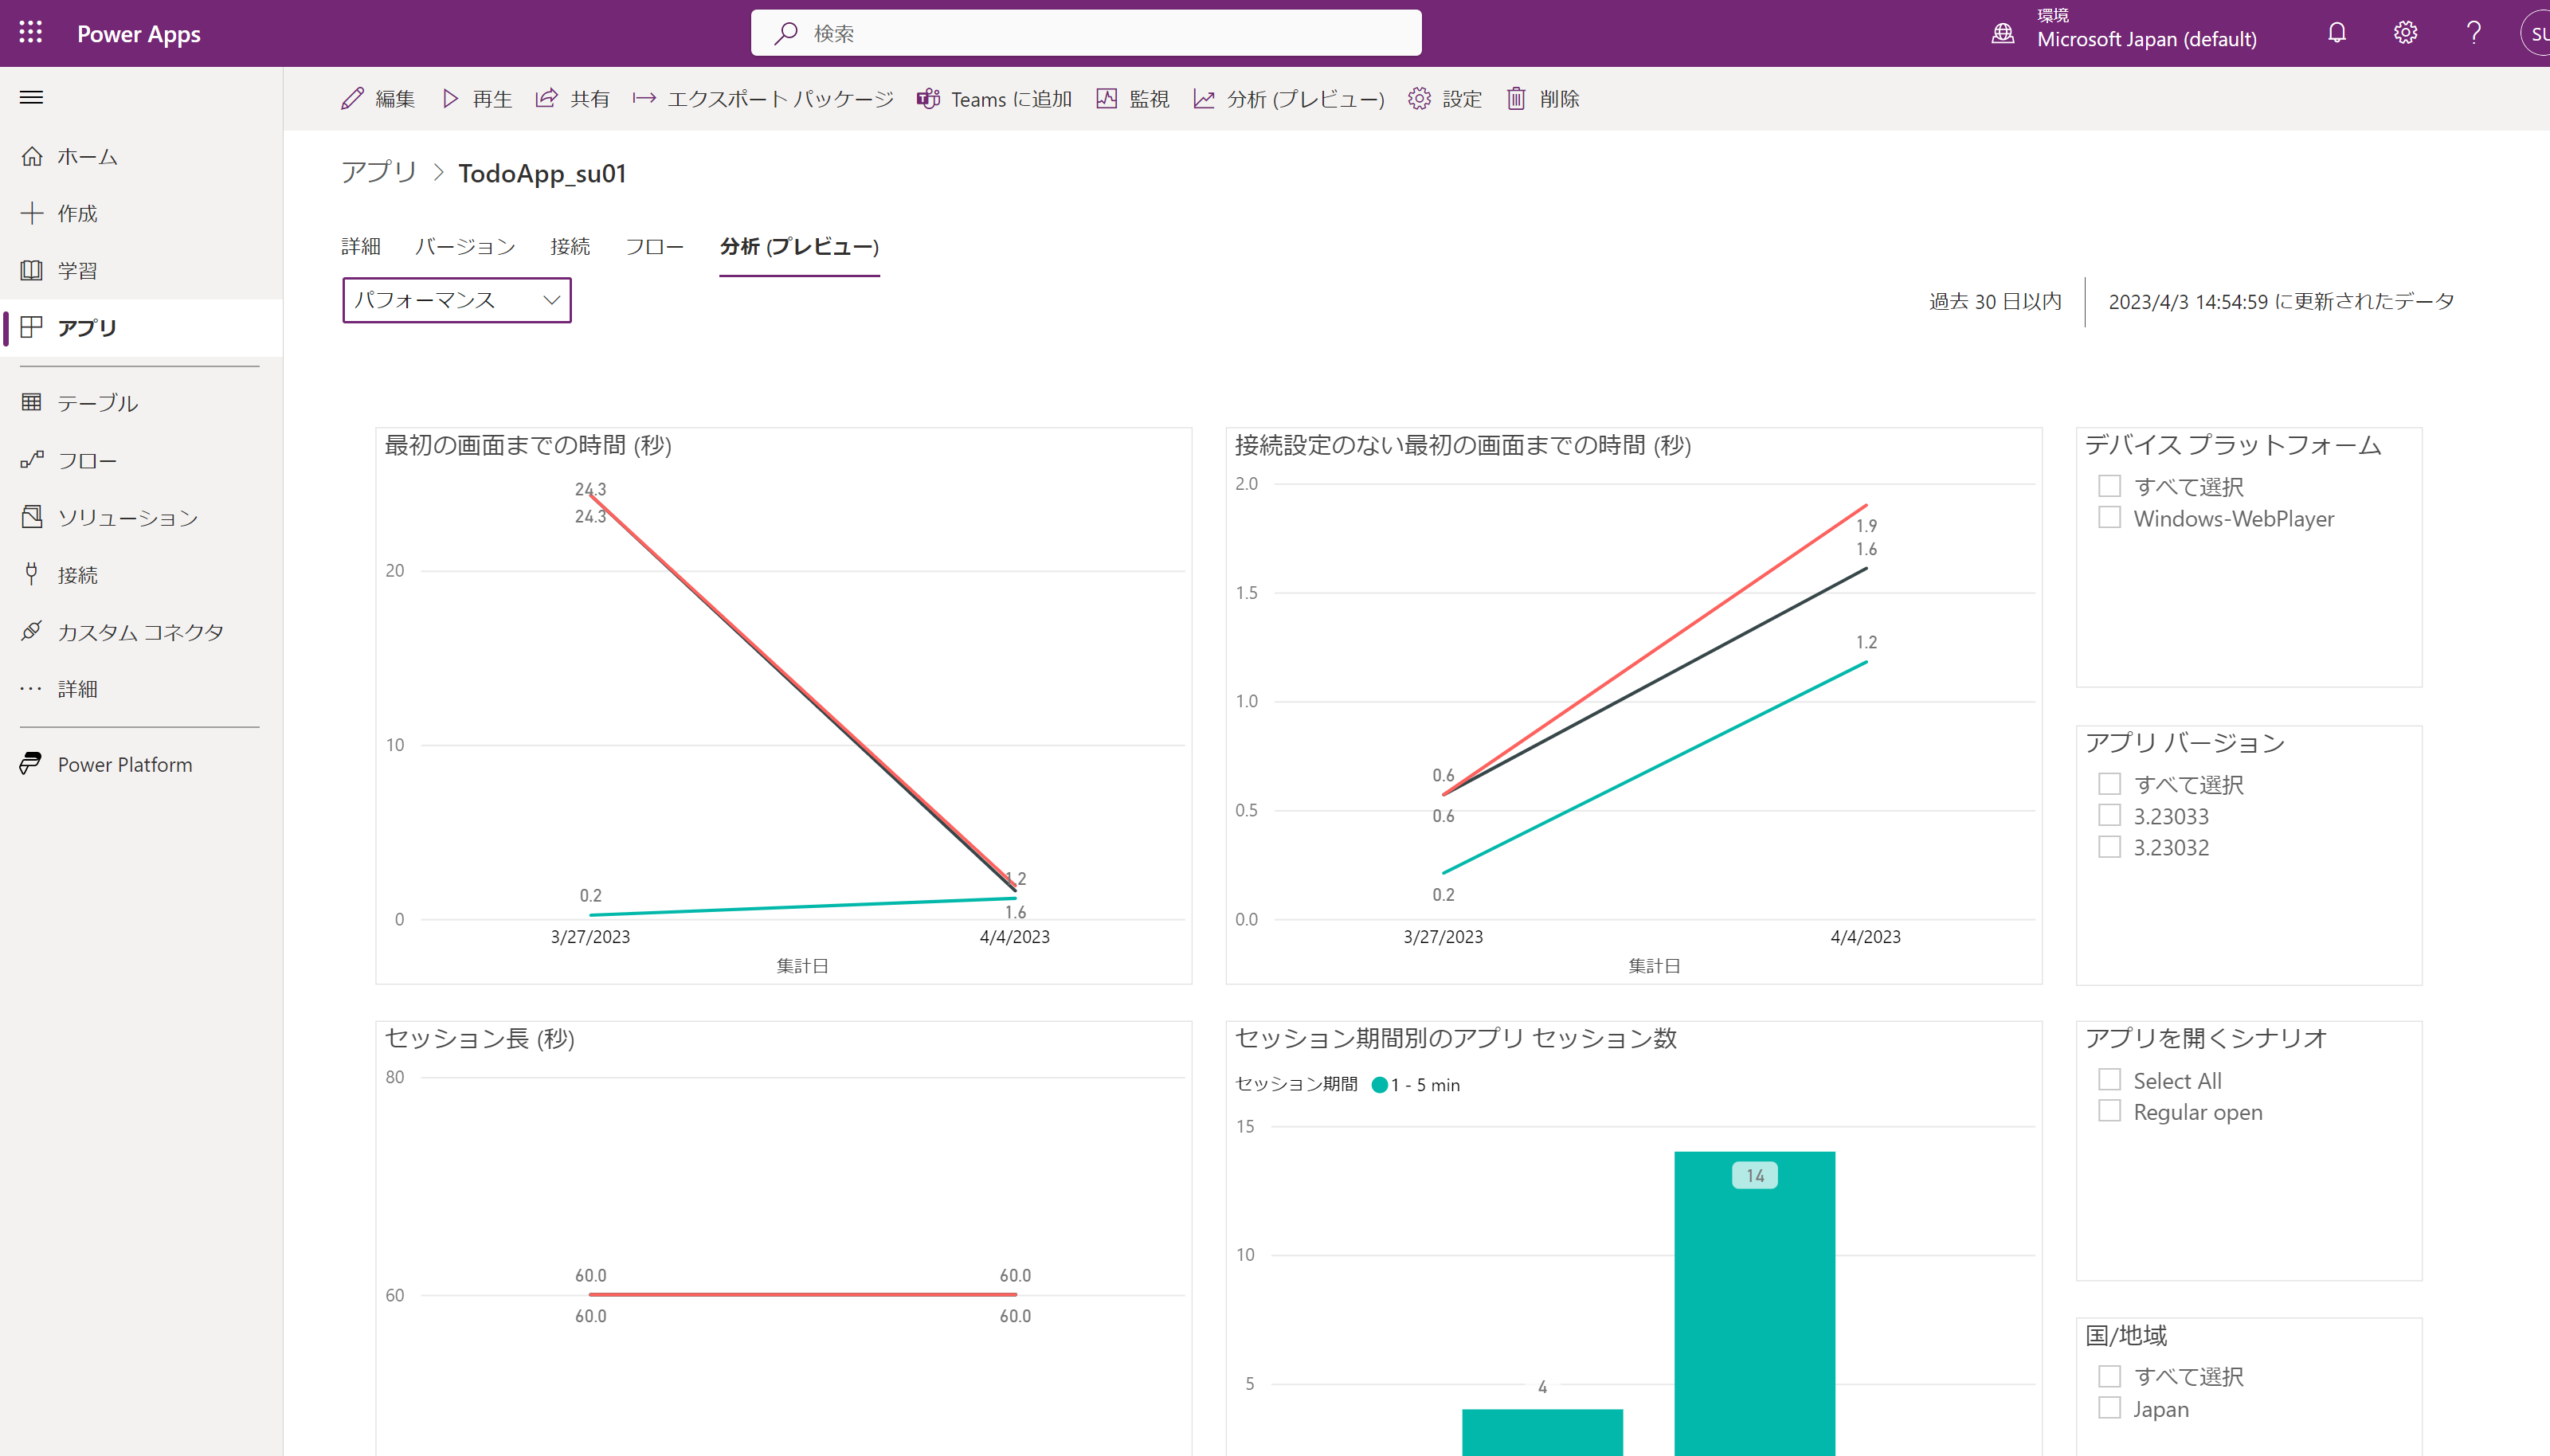 Power Apps
検索
環境
Microsoft Japan (default)
SU
編集 再生 共有 エクスポート パッケージ Teams に追加 監視 分析 (プレビュー) 設定 削除
ホーム
作成
学習
アプリ
テーブル
フロー
ソリューション
接続
カスタム コネクタ
詳細
Power Platform
アプリ > TodoApp_su01
詳細 バージョン 接続 フロー 分析 (プレビュー)
パフォーマンス
過去 30 日以内
2023/4/3 14:54:59 に更新されたデータ
最初の画面までの時間 (秒)
24.3
24.3
20
10
0.2
1.2
1.6
0
3/27/2023 4/4/2023
集計日
接続設定のない最初の画面までの時間 (秒)
2.0
1.9
1.6
1.5
1.2
1.0
0.6
0.5
0.6
0.2
0.0
3/27/2023 4/4/2023
集計日
デバイス プラットフォーム
すべて選択
Windows-WebPlayer
アプリ バージョン
すべて選択
3.23033
3.23032
セッション長 (秒)
80
60.0 60.0
60
60.0 60.0
セッション期間別のアプリ セッション数
セッション期間 1 - 5 min
15
14
10
5
4
アプリを開くシナリオ
Select All
Regular open
国/地域
すべて選択
Japan